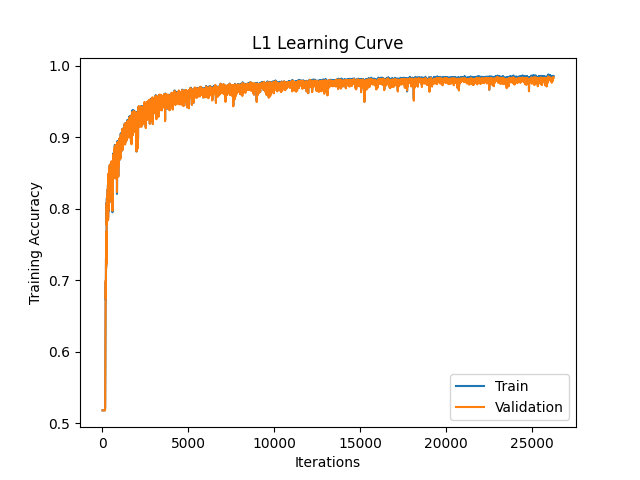 L1 Learning Curve
1.0
0.9
0.8
0.7
0.6
0.5
Training Accuracy
0 5000 10000 15000 20000 25000
Iterations
Train
Validation